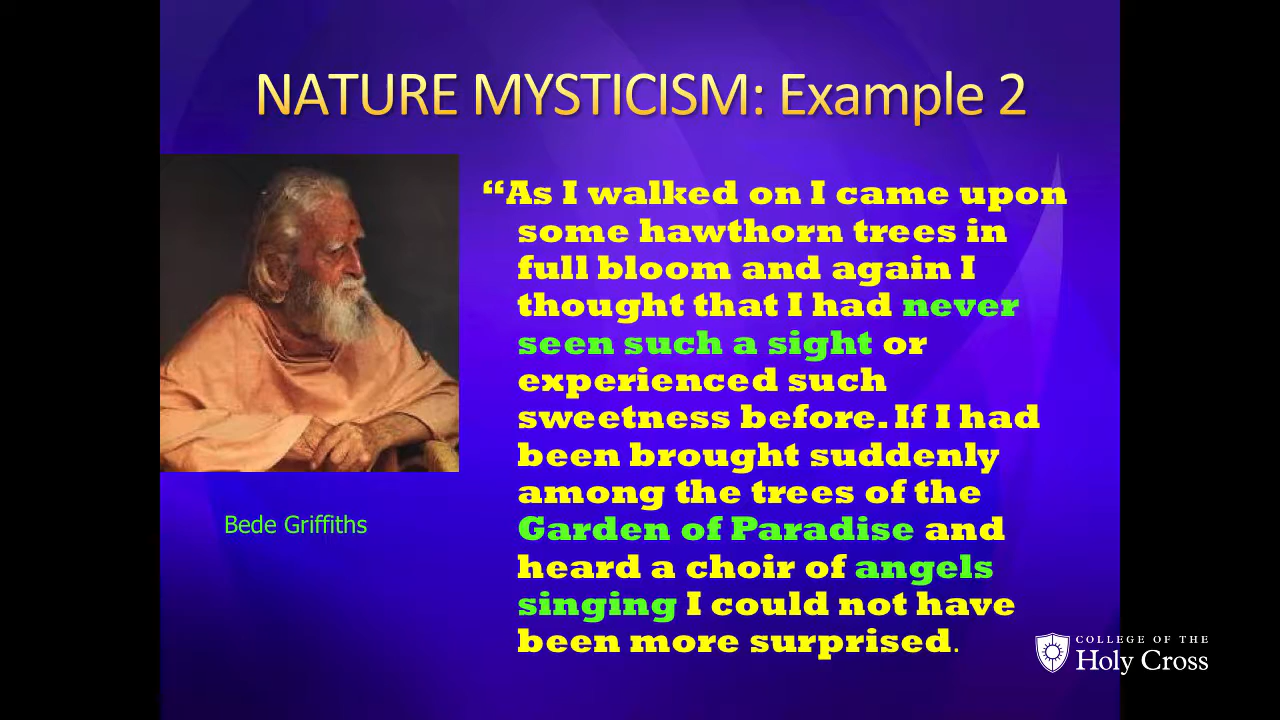 NATURE MYSTICISM: Example 2
“As I walked on I came upon
some hawthorn trees in
full bloom and again I
thought that I had never
seen such a sight or
experienced such
sweetness before. If I had
been brought suddenly
among the trees of the
Garden of Paradise and
heard a choir of angels
singing I could not have
been more surprised.
Bede Griffiths
COLLEGE OF THE
Holy Cross